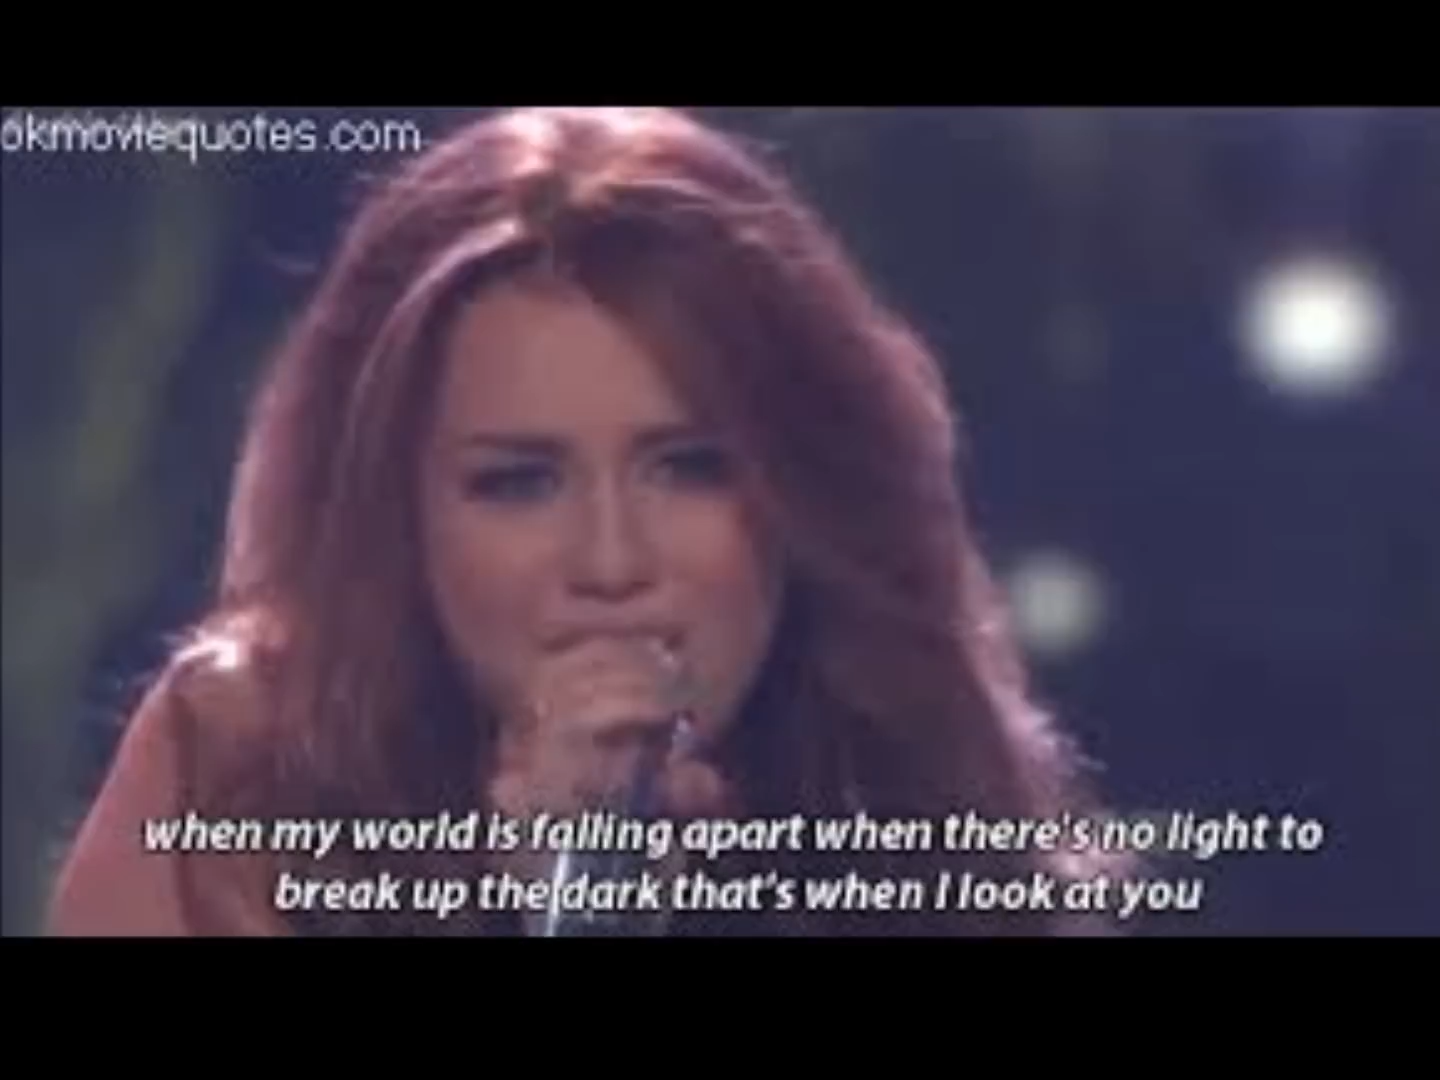 okmoviequotes.com
when my world is falling apart when there's no light to
break up the dark that's when I look at you